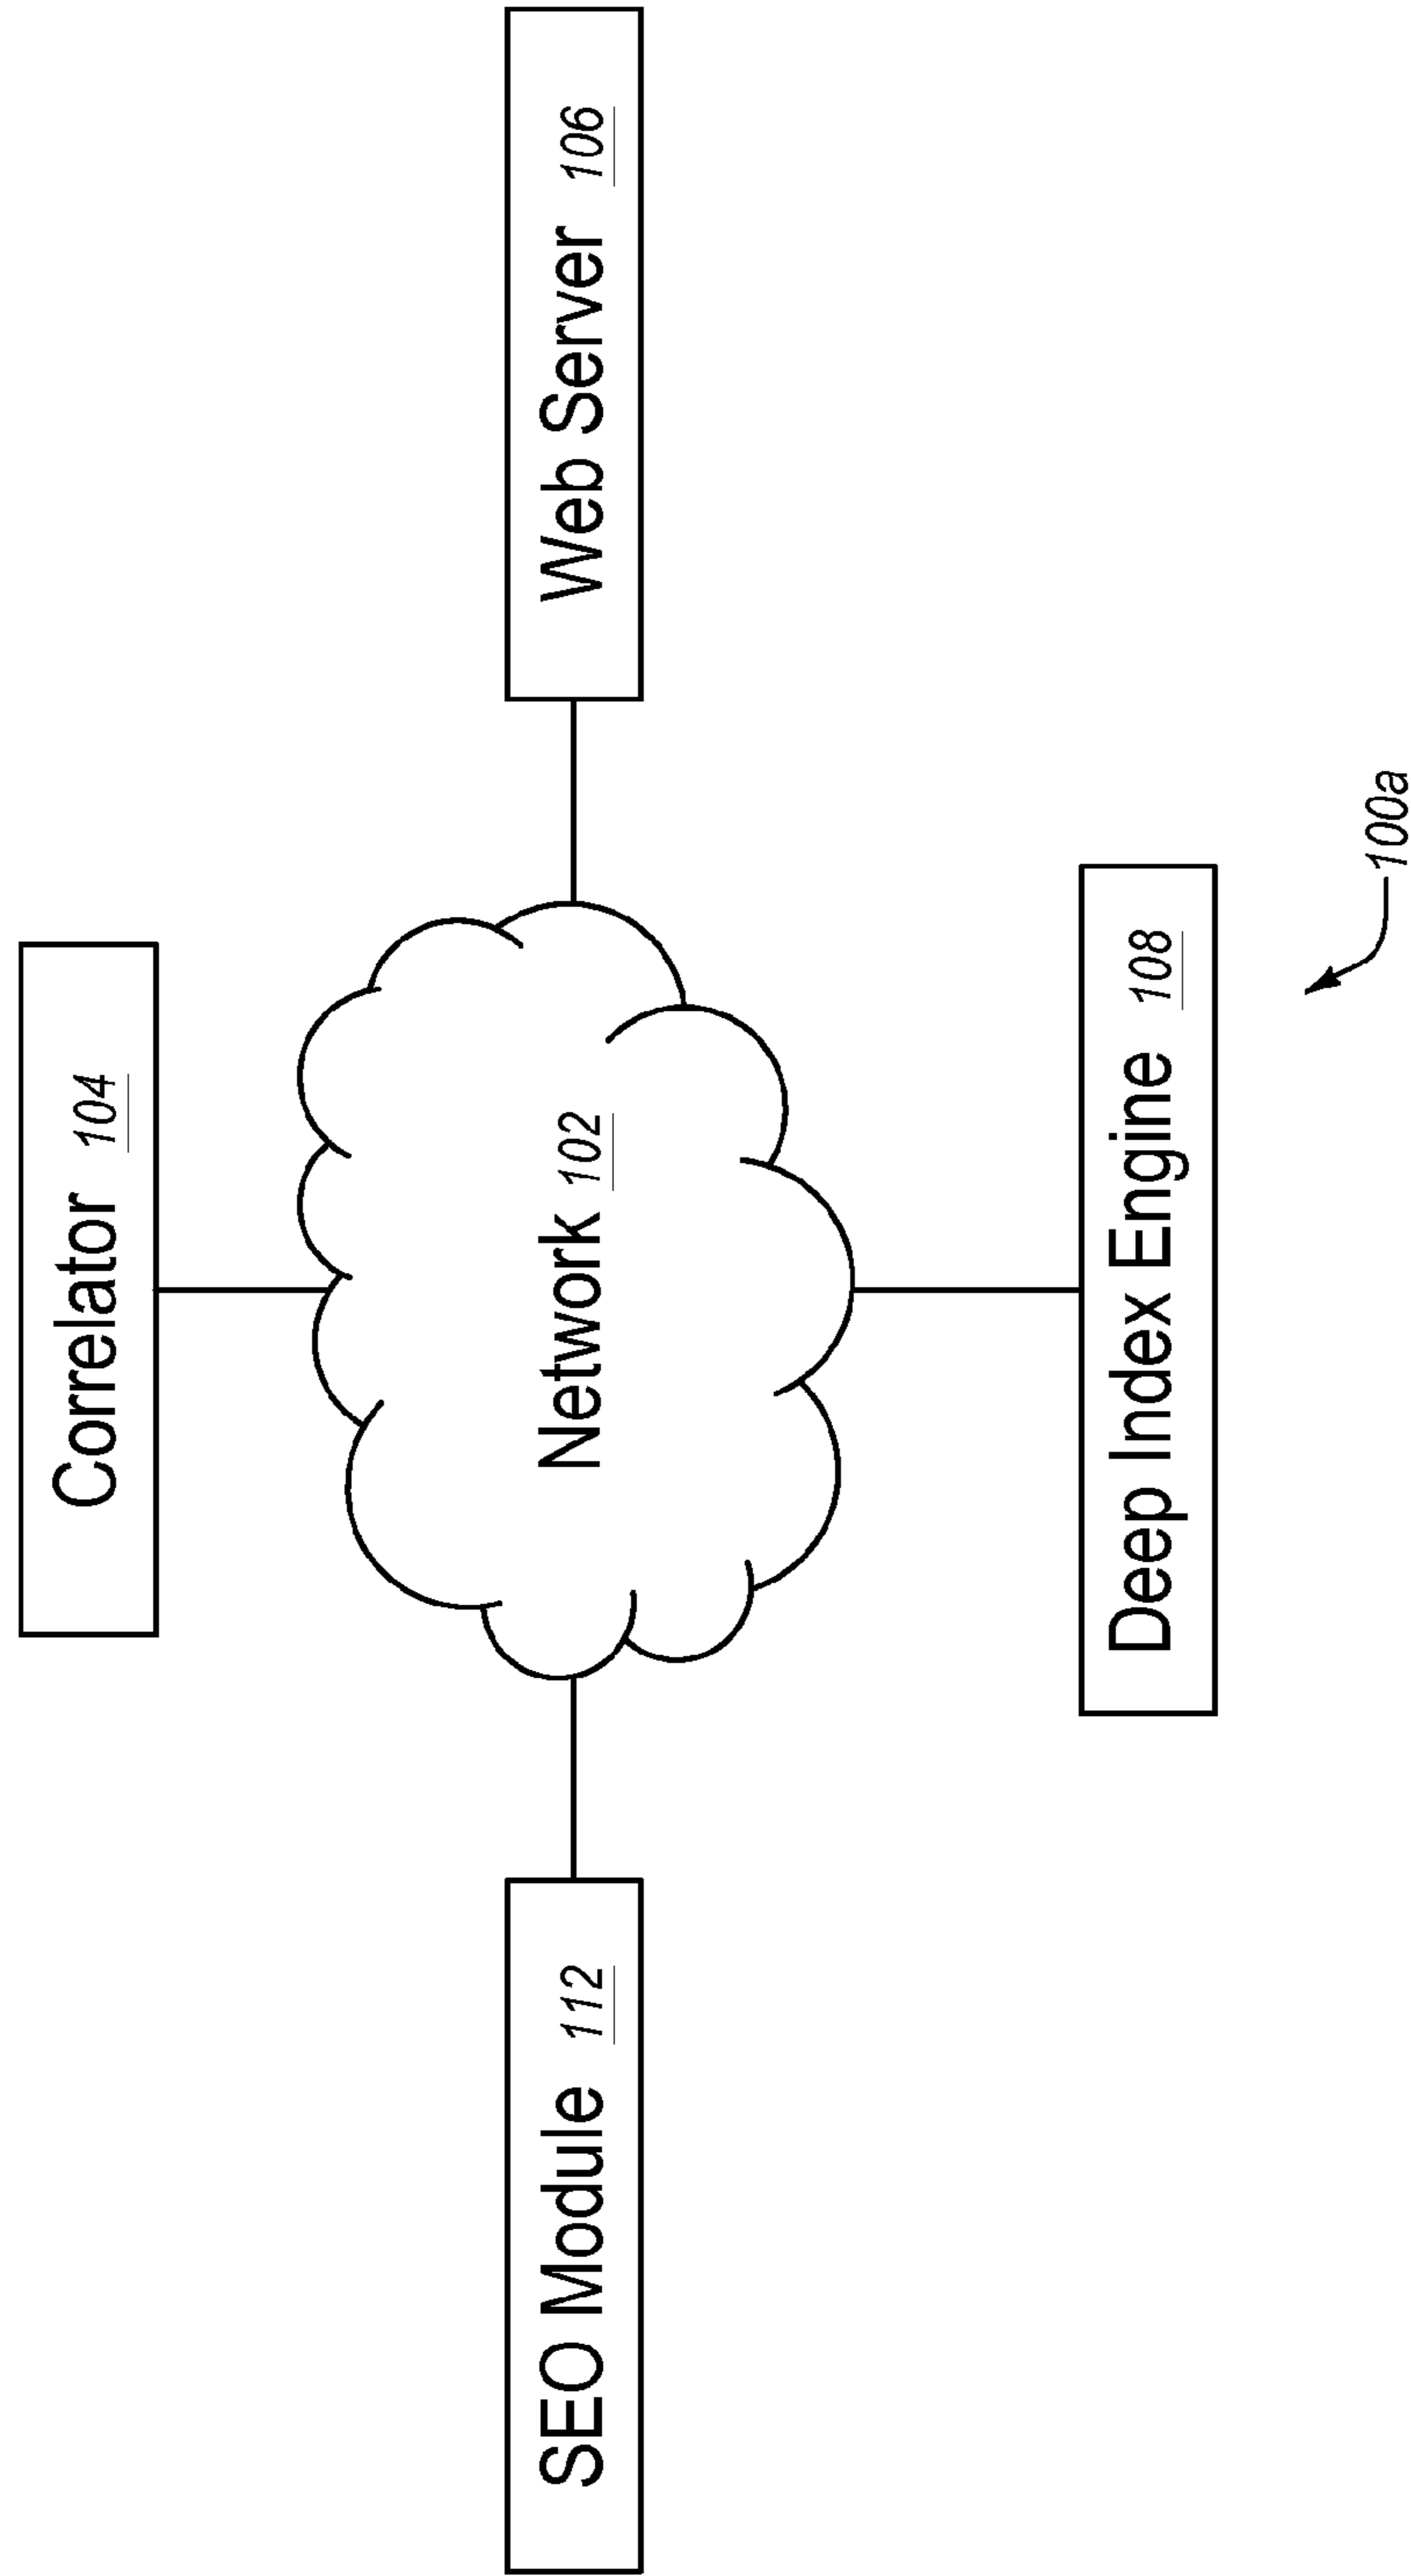 Correlator 104
SEO Module 112
Network 102
Web Server 106
Deep Index Engine 108
100a